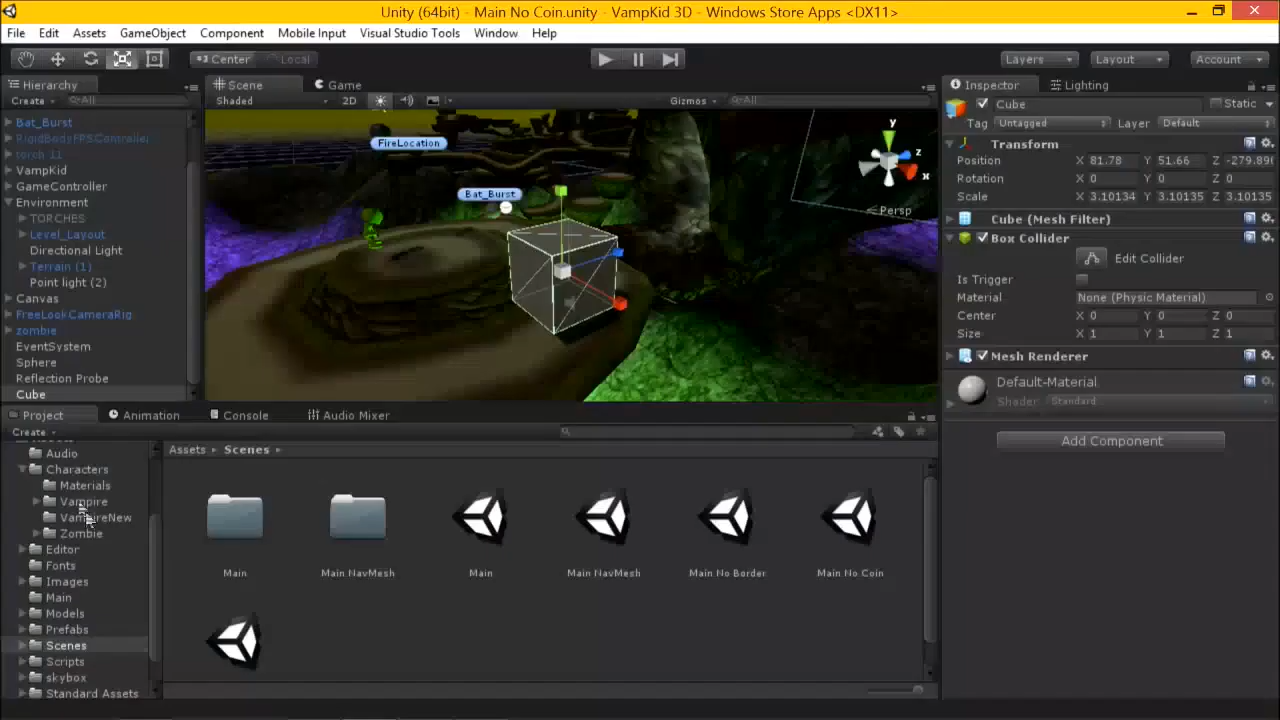 Unity (64bit) - Main No Coin.unity - VampKid 3D - Windows Store Apps <DX11>
File Edit Assets GameObject Component Mobile Input Visual Studio Tools Window Help
Center Local Layers Layout Account
Hierarchy
Create All
Bat_Burst
RigidBodyFPSController
torch 11
VampKid
GameController
Environment
TORCHES
Level_Layout
Directional Light
Terrain (1)
Point light (2)
Canvas
FreeLookCameraRig
zombie
EventSystem
Sphere
Reflection Probe
Cube
Scene Game
Shaded 2D Gizmos All
FireLocation
Bat_Burst
y
z
x
Persp
Inspector Lighting
Cube Static
Tag Untagged Layer Default
Transform
Position X 81.78 Y 51.66 Z -279.890
Rotation X 0 Y 0 Z 0
Scale X 3.10134 Y 3.10135 Z 3.10135
Cube (Mesh Filter)
Box Collider
Edit Collider
Is Trigger
Material None (Physic Material)
Center X 0 Y 0 Z 0
Size X 1 Y 1 Z 1
Mesh Renderer
Default-Material
Shader Standard
Add Component
Project Animation Console Audio Mixer
Create
Audio
Characters
Materials
Vampire
VampireNew
Zombie
Editor
Fonts
Images
Main
Models
Prefabs
Scenes
Scripts
skybox
Standard Assets
Assets Scenes
Main Main NavMesh Main Main NavMesh Main No Border Main No Coin